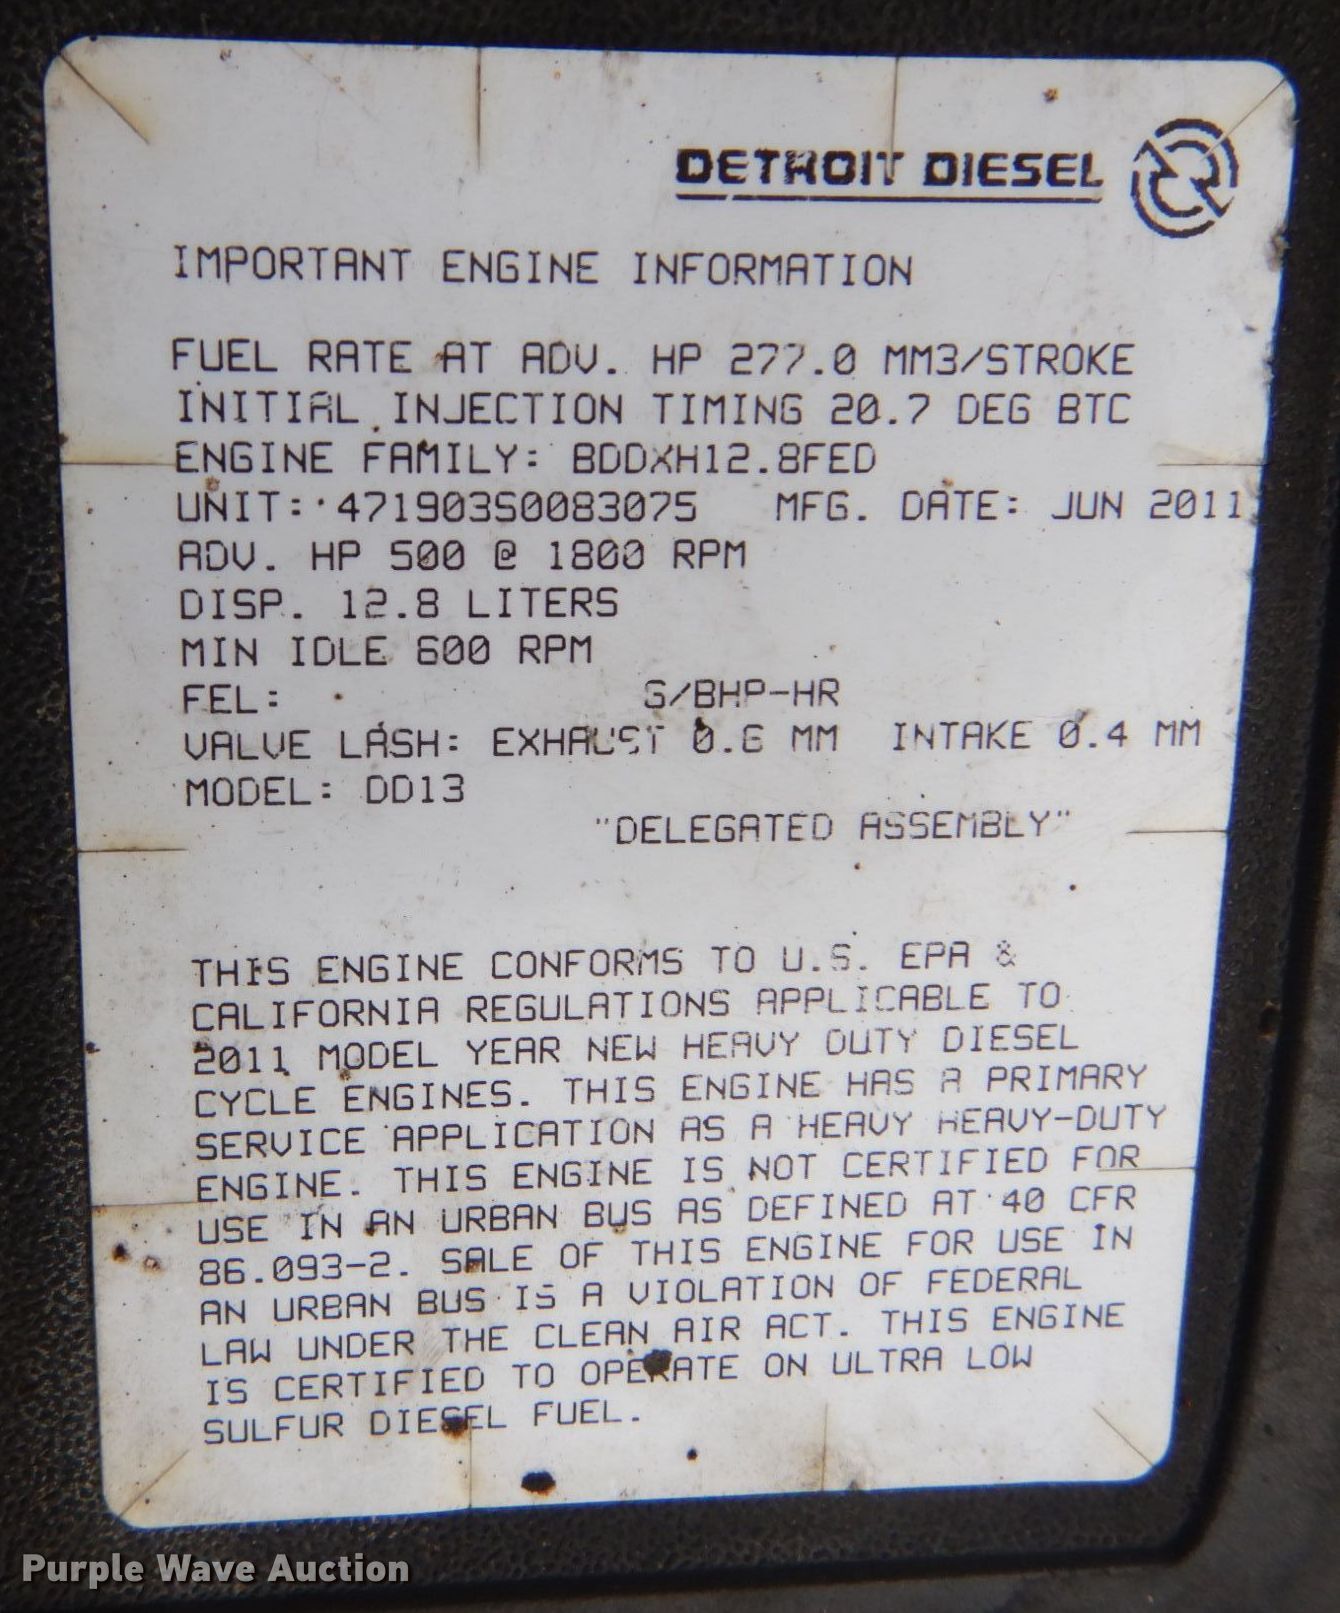 DETROIT DIESEL
IMPORTANT ENGINE INFORMATION
FUEL RATE AT ADV. HP 277.0 MM3/STROKE
INITIAL INJECTION TIMING 20.7 DEG BTC
ENGINE FAMILY: BDDXH12.8FED
UNIT: 471903S0083075 MFG. DATE: JUN 2011
ADV. HP 500 @ 1800 RPM
DISP. 12.8 LITERS
MIN IDLE 600 RPM
FEL: G/BHP-HR
VALVE LASH: EXHAUST 0.6 MM INTAKE 0.4 MM
MODEL: DD13
"DELEGATED ASSEMBLY"
THIS ENGINE CONFORMS TO U.S. EPA &
CALIFORNIA REGULATIONS APPLICABLE TO
2011 MODEL YEAR NEW HEAVY DUTY DIESEL
CYCLE ENGINES. THIS ENGINE HAS A PRIMARY
SERVICE APPLICATION AS A HEAVY HEAVY-DUTY
ENGINE. THIS ENGINE IS NOT CERTIFIED FOR
USE IN AN URBAN BUS AS DEFINED AT 40 CFR
86.093-2. SALE OF THIS ENGINE FOR USE IN
AN URBAN BUS IS A VIOLATION OF FEDERAL
LAW UNDER THE CLEAN AIR ACT. THIS ENGINE
IS CERTIFIED TO OPERATE ON ULTRA LOW
SULFUR DIESEL FUEL.
Purple Wave Auction